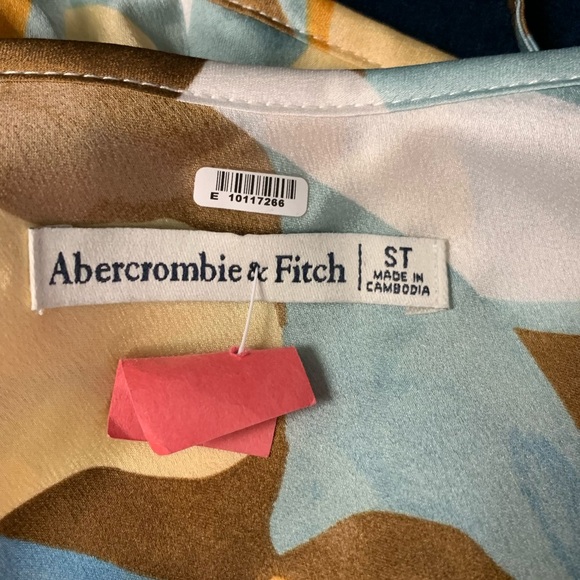 E 10117266
Abercrombie & Fitch
ST
MADE IN
CAMBODIA